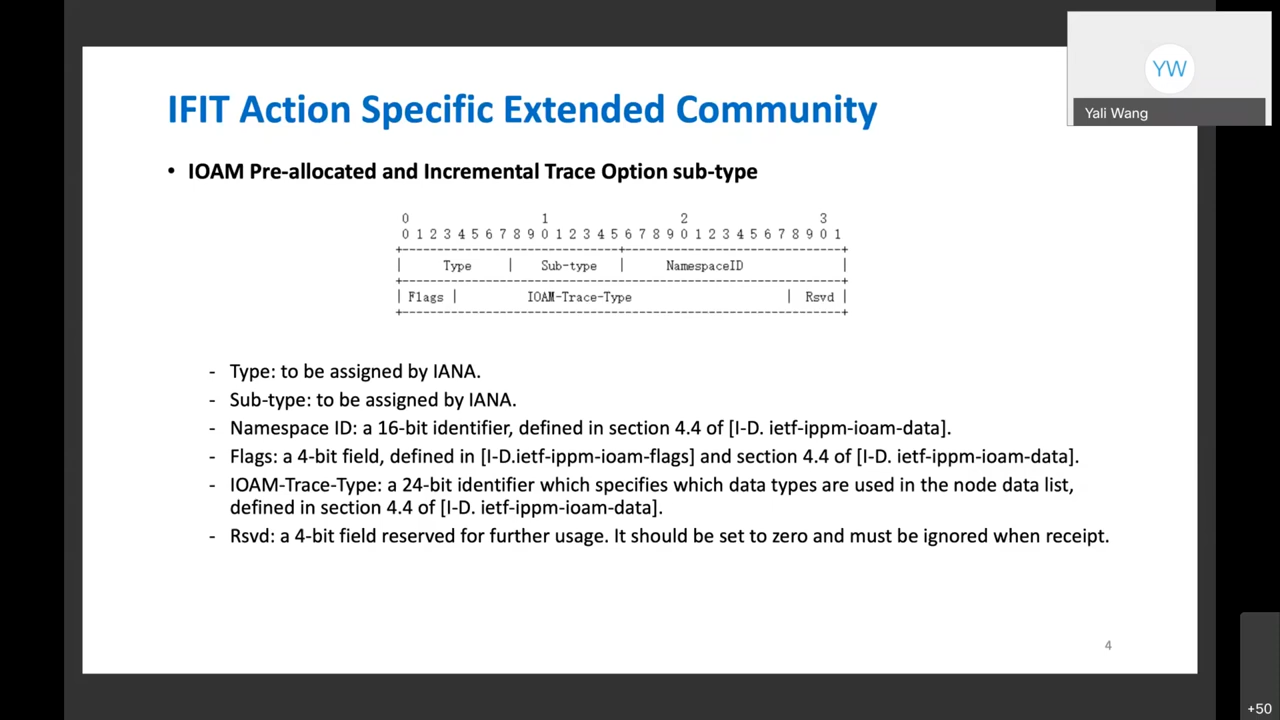 IFIT Action Specific Extended Community
YW
Yali Wang
• IOAM Pre-allocated and Incremental Trace Option sub-type
0 1 2 3
0 1 2 3 4 5 6 7 8 9 0 1 2 3 4 5 6 7 8 9 0 1 2 3 4 5 6 7 8 9 0 1
+---------------------------------------------------------------+
| Type | Sub-type | NamespaceID |
+---------------------------------------------------------------+
| Flags | IOAM-Trace-Type | Rsvd |
+---------------------------------------------------------------+
- Type: to be assigned by IANA.
- Sub-type: to be assigned by IANA.
- Namespace ID: a 16-bit identifier, defined in section 4.4 of [I-D. ietf-ippm-ioam-data].
- Flags: a 4-bit field, defined in [I-D.ietf-ippm-ioam-flags] and section 4.4 of [I-D. ietf-ippm-ioam-data].
- IOAM-Trace-Type: a 24-bit identifier which specifies which data types are used in the node data list,
defined in section 4.4 of [I-D. ietf-ippm-ioam-data].
- Rsvd: a 4-bit field reserved for further usage. It should be set to zero and must be ignored when receipt.
4
+50